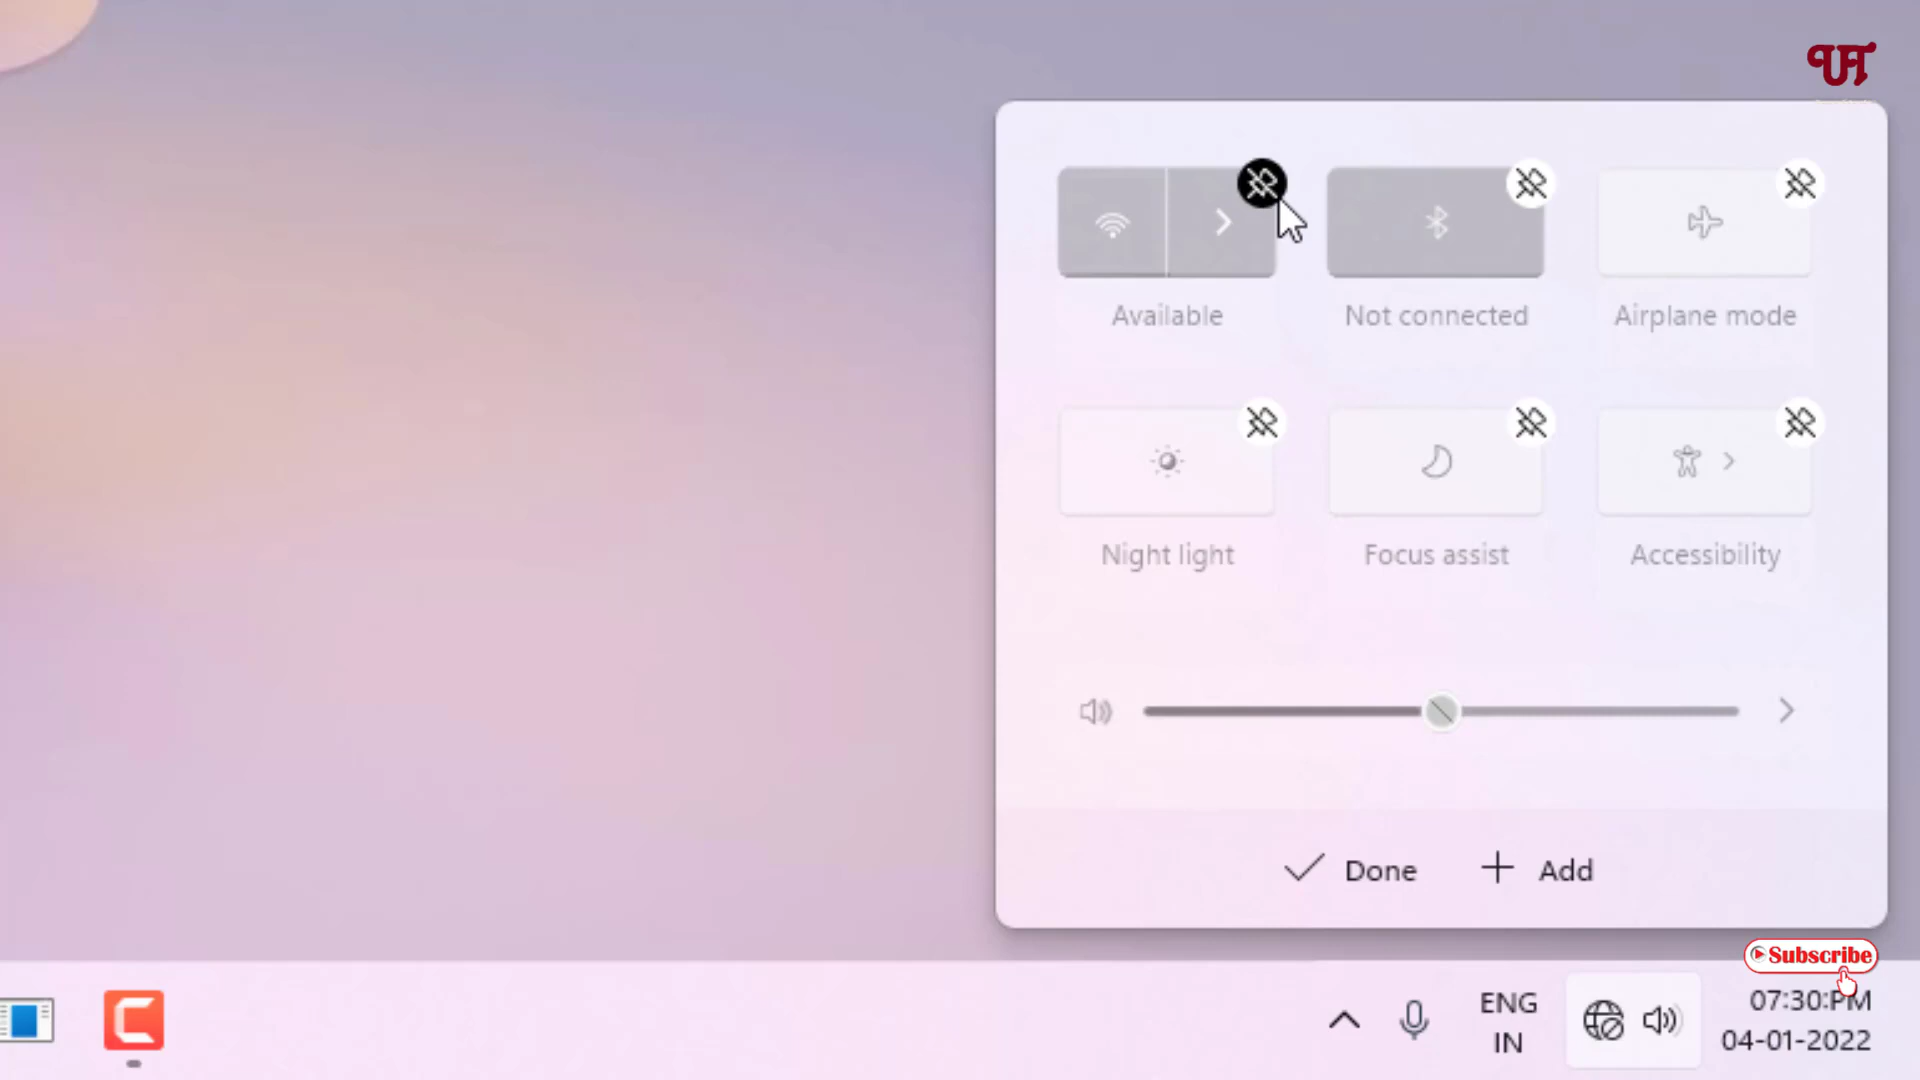 UT
Available
Not connected
Airplane mode
Night light
Focus assist
Accessibility
Done
Add
Subscribe
ENG
IN
07:30:PM
04-01-2022